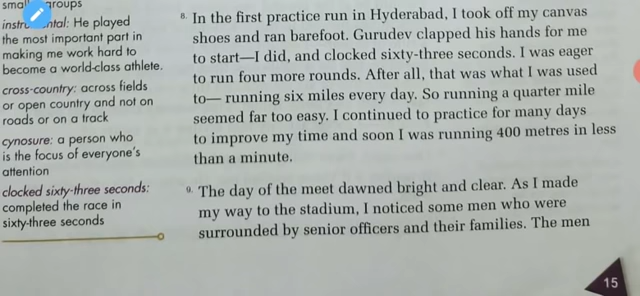 groups
He played
the most important part in
making me work hard to
become a world-class athlete.
cross-country: across fields
or open country and not on
roads or on a track
cynosure: a person who
is the focus of everyone's
attention
clocked sixty-three seconds:
completed the race in
sixty-three seconds
8. In the first practice run in Hyderabad, I took off my canvas
shoes and ran barefoot. Gurudev clapped his hands for me
to start—I did, and clocked sixty-three seconds. I was eager
to run four more rounds. After all, that was what I was used
to— running six miles every day. So running a quarter mile
seemed far too easy. I continued to practice for many days
to improve my time and soon I was running 400 metres in less
than a minute.
9. The day of the meet dawned bright and clear. As I made
my way to the stadium, I noticed some men who were
surrounded by senior officers and their families. The men
15